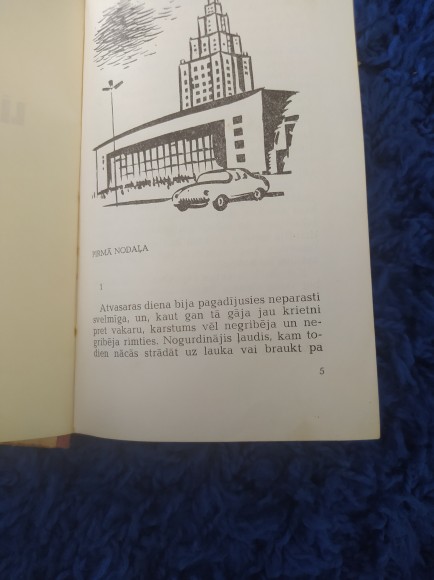 PIRMĀ NODAĻA
1
Atvasaras diena bija pagadījusies neparasti
svelmīga, un, kaut gan tā gāja jau krietni
pret vakaru, karstums vēl negribēja un ne-
gribēja rimties. Nogurdinājis ļaudis, kam to-
dien nācās strādāt uz lauka vai braukt pa
5